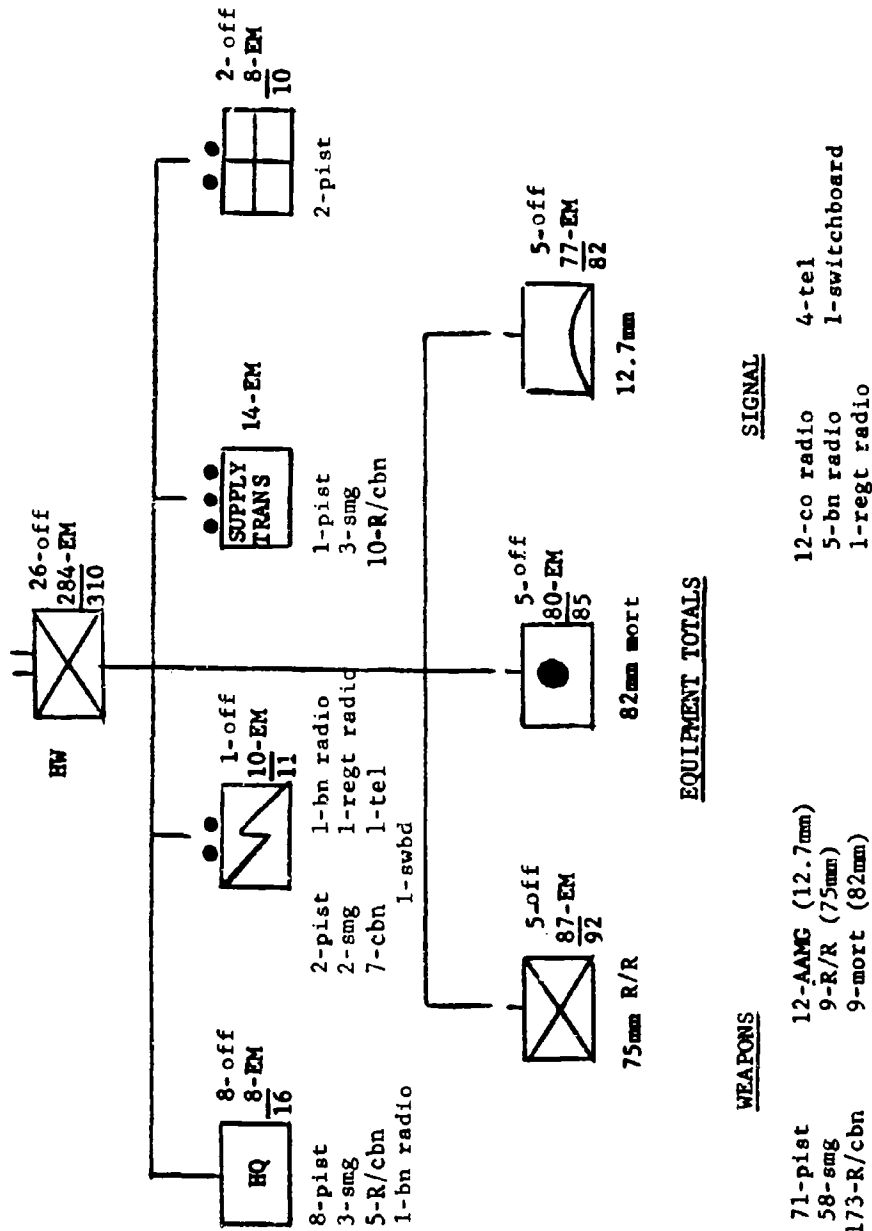 HW
26-off
284-EM
310
HQ
8-off
8-EM
16
8-pist
3-smg
5-R/cbn
1-bn radio
1-off
10-EM
11
2-pist
2-smg
7-cbn
1-bn radio
1-regt radio
1-tel
1-swbd
SUPPLY
TRANS
14-EM
1-pist
3-smg
10-R/cbn
2-off
8-EM
10
2-pist
5-off
87-EM
92
75mm R/R
5-off
80-EM
85
82mm mort
5-off
77-EM
82
12.7mm
EQUIPMENT TOTALS
WEAPONS
71-pist
58-smg
173-R/cbn
12-AAMG (12.7mm)
9-R/R (75mm)
9-mort (82mm)
SIGNAL
12-co radio
5-bn radio
1-regt radio
4-tel
1-switchboard